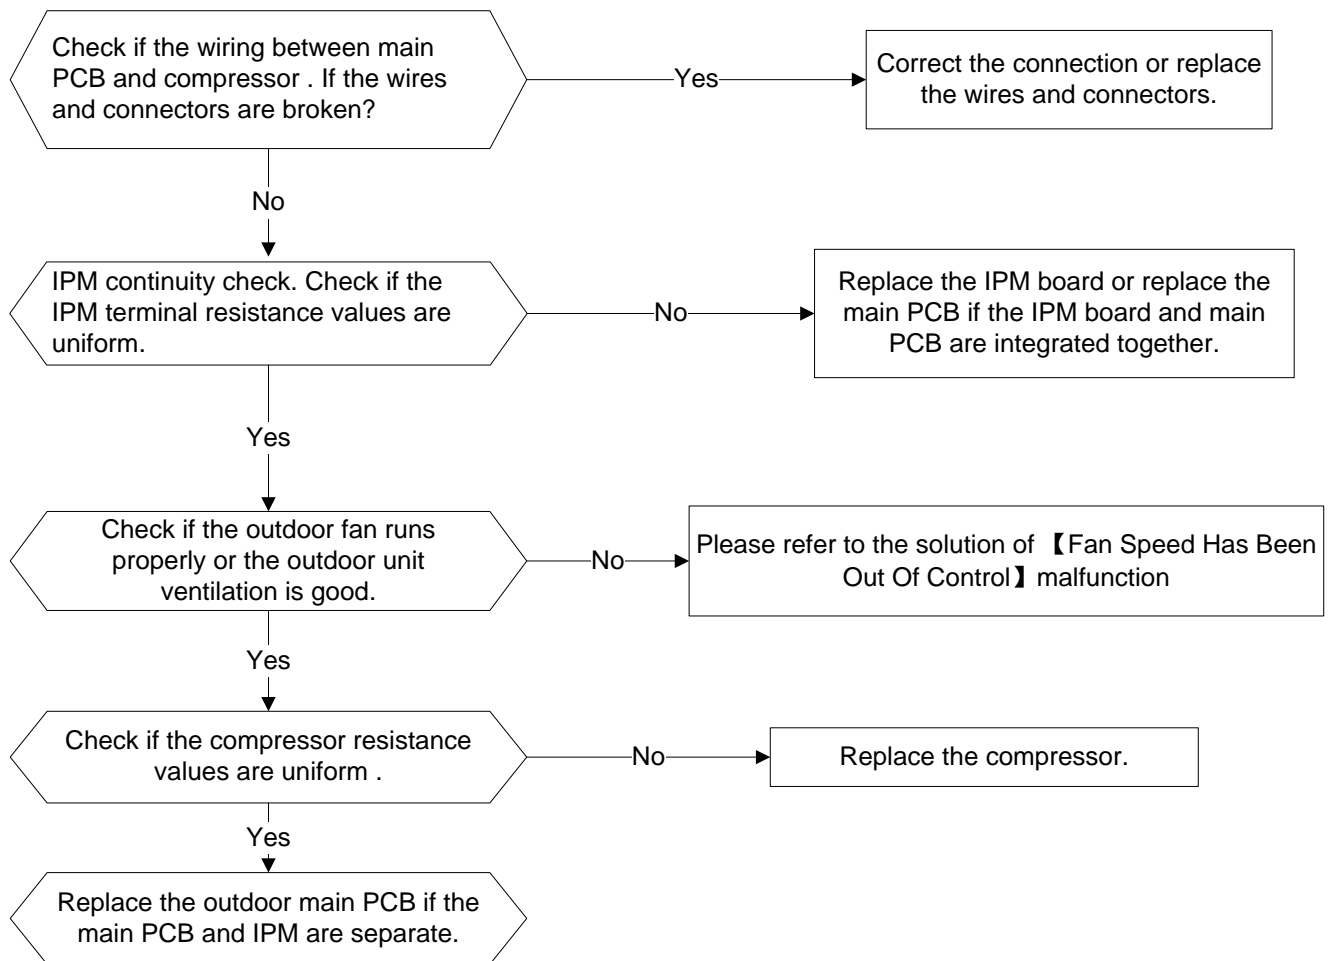 Check if the wiring between main
PCB and compressor . If the wires
and connectors are broken?
Yes
Correct the connection or replace
the wires and connectors.
No
IPM continuity check. Check if the
IPM terminal resistance values are
uniform.
No
Replace the IPM board or replace the
main PCB if the IPM board and main
PCB are integrated together.
Yes
Check if the outdoor fan runs
properly or the outdoor unit
ventilation is good.
No
Please refer to the solution of 【Fan Speed Has Been
Out Of Control】malfunction
Yes
Check if the compressor resistance
values are uniform .
No
Replace the compressor.
Yes
Replace the outdoor main PCB if the
main PCB and IPM are separate.